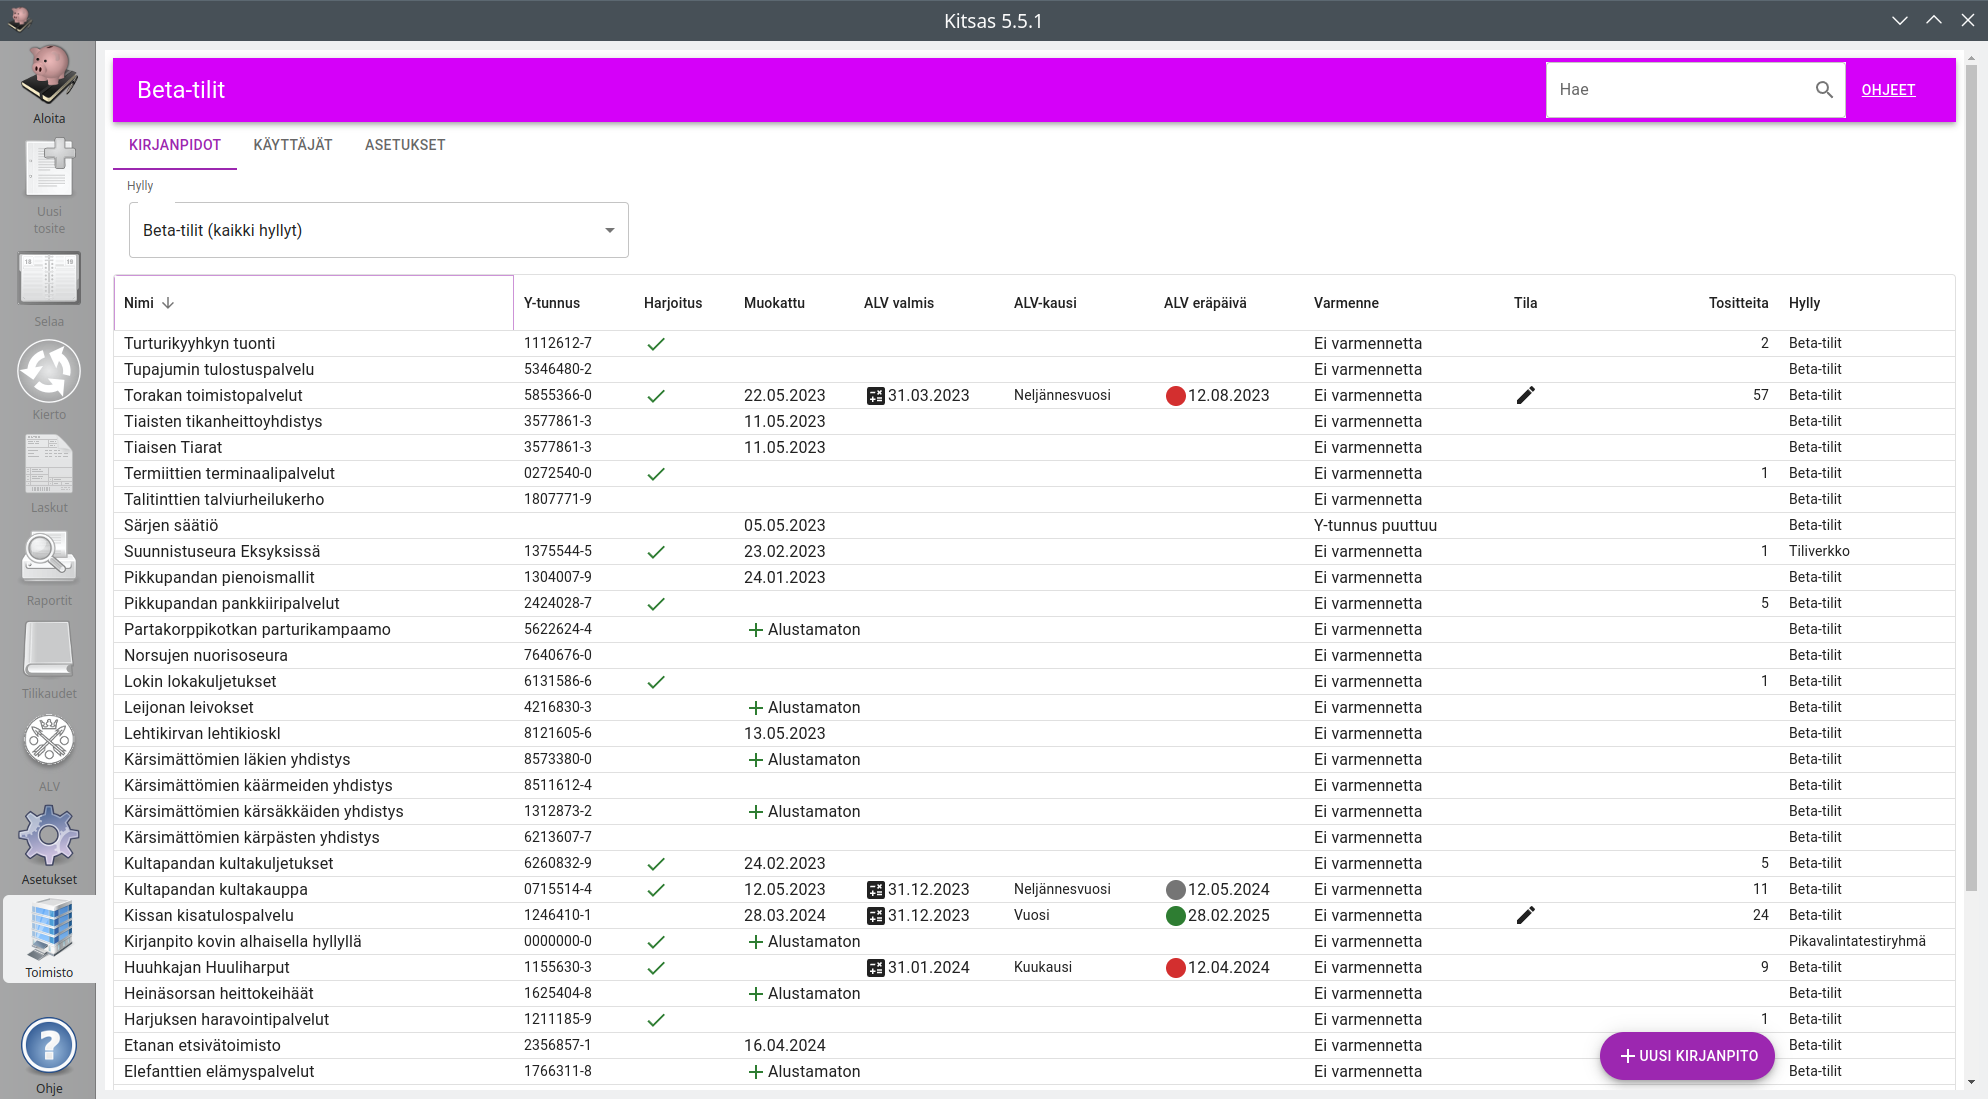 Kitsas 5.5.1
Aloita
Uusi
tosite
Selaa
Kierto
Laskut
Raportit
Tilikaudet
ALV
Asetukset
Toimisto
Ohje
Beta-tilit
Hae
OHJEET
KIRJANPIDOT KÄYTTÄJÄT ASETUKSET
Hylly
Beta-tilit (kaikki hyllyt)
Nimi Y-tunnus Harjoitus Muokattu ALV valmis ALV-kausi ALV eräpäivä Varmenne Tila Tositteita Hylly
Turturikyyhkyn tuonti 1112612-7 Ei varmennetta 2 Beta-tilit
Tupajumin tulostuspalvelu 5346480-2 Ei varmennetta Beta-tilit
Torakan toimistopalvelut 5855366-0 22.05.2023 31.03.2023 Neljännesvuosi 12.08.2023 Ei varmennetta 57 Beta-tilit
Tiaisten tikanheittoyhdistys 3577861-3 11.05.2023 Ei varmennetta Beta-tilit
Tiaisen Tiarat 3577861-3 11.05.2023 Ei varmennetta Beta-tilit
Termiittien terminaalipalvelut 0272540-0 Ei varmennetta 1 Beta-tilit
Talitinttien talviurheilukerho 1807771-9 Ei varmennetta Beta-tilit
Särjen säätiö 05.05.2023 Y-tunnus puuttuu Beta-tilit
Suunnistuseura Eksyksissä 1375544-5 23.02.2023 Ei varmennetta 1 Tiliverkko
Pikkupandan pienoismallit 1304007-9 24.01.2023 Ei varmennetta Beta-tilit
Pikkupandan pankkiiripalvelut 2424028-7 Ei varmennetta 5 Beta-tilit
Partakorppikotkan parturikampaamo 5622624-4 Alustamaton Ei varmennetta Beta-tilit
Norsujen nuorisoseura 7640676-0 Ei varmennetta Beta-tilit
Lokin lokakuljetukset 6131586-6 Ei varmennetta 1 Beta-tilit
Leijonan leivokset 4216830-3 Alustamaton Ei varmennetta Beta-tilit
Lehtikirvan lehtikioskl 8121605-6 13.05.2023 Ei varmennetta Beta-tilit
Kärsimättömien läkien yhdistys 8573380-0 Alustamaton Ei varmennetta Beta-tilit
Kärsimättömien käärmeiden yhdistys 8511612-4 Ei varmennetta Beta-tilit
Kärsimättömien kärsäkkäiden yhdistys 1312873-2 Alustamaton Ei varmennetta Beta-tilit
Kärsimättömien kärpästen yhdistys 6213607-7 Ei varmennetta Beta-tilit
Kultapandan kultakuljetukset 6260832-9 24.02.2023 Ei varmennetta 5 Beta-tilit
Kultapandan kultakauppa 0715514-4 12.05.2023 31.12.2023 Neljännesvuosi 12.05.2024 Ei varmennetta 11 Beta-tilit
Kissan kisatulospalvelu 1246410-1 28.03.2024 31.12.2023 Vuosi 28.02.2025 Ei varmennetta 24 Beta-tilit
Kirjanpito kovin alhaisella hyllyllä 0000000-0 Alustamaton Ei varmennetta Pikavalintatestiryhmä
Huuhkajan Huuliharput 1155630-3 31.01.2024 Kuukausi 12.04.2024 Ei varmennetta 9 Beta-tilit
Heinäsorsan heittokeihäät 1625404-8 Alustamaton Ei varmennetta Beta-tilit
Harjuksen haravointipalvelut 1211185-9 Ei varmennetta 1 Beta-tilit
Etanan etsivätoimisto 2356857-1 16.04.2024 Ei varmennetta Beta-tilit
Elefanttien elämyspalvelut 1766311-8 Alustamaton Ei varmennetta Beta-tilit
UUSI KIRJANPITO